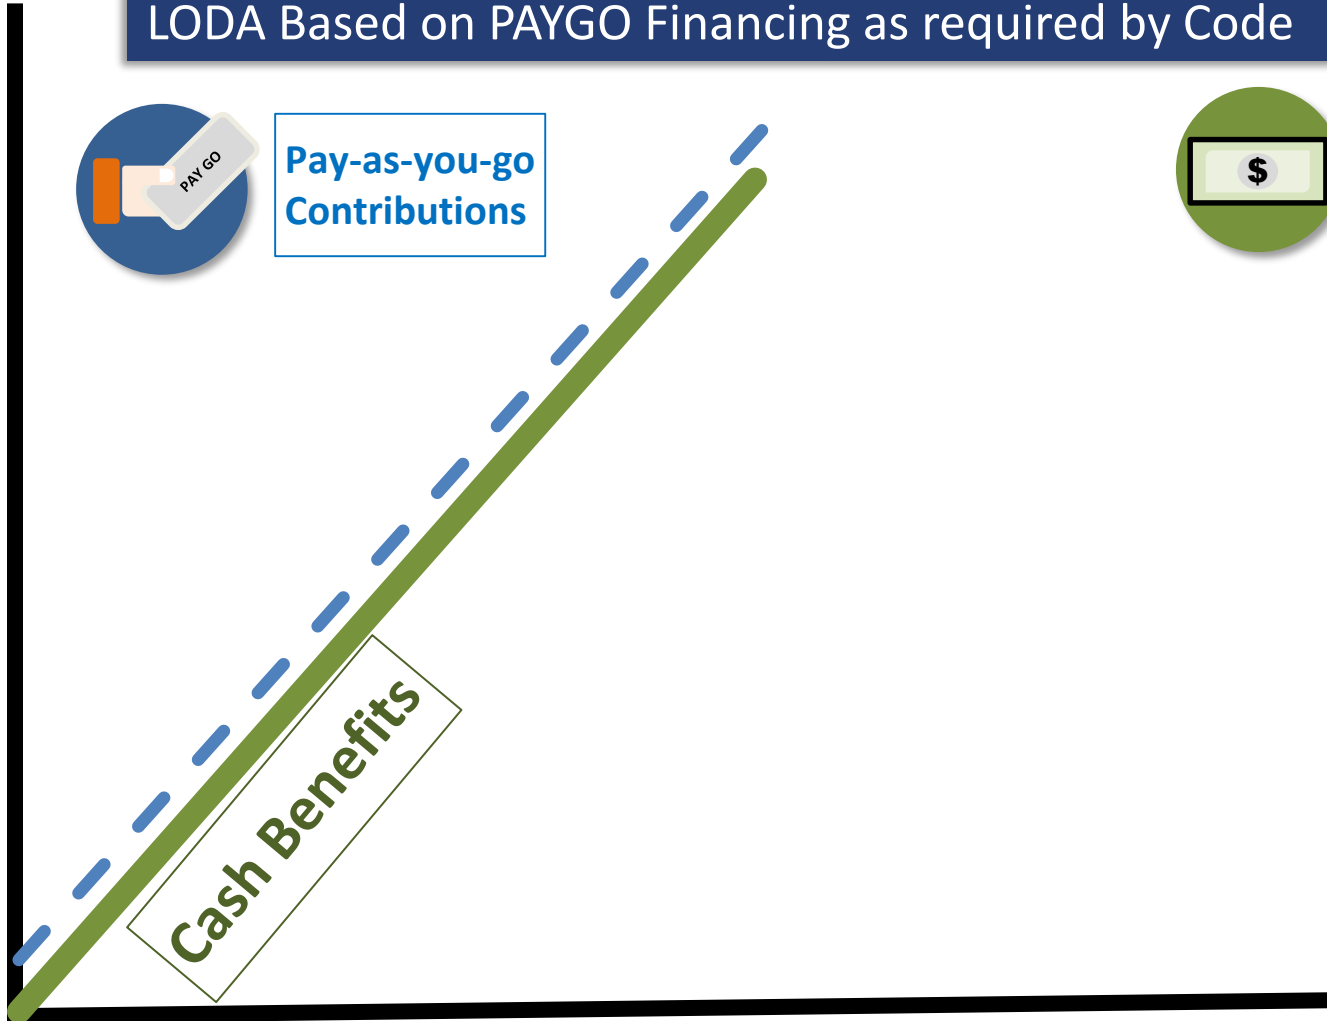 LODA Based on PAYGO Financing as required by Code
PAY GO
Pay-as-you-go
Contributions
$
Cash Benefits